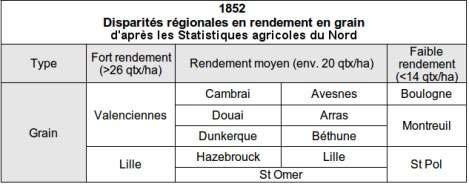 1852
Disparités régionales en rendement en grain
d'après les Statistiques agricoles du Nord
Type
Fort rendement
(>26 qtx/ha)
Rendement moyen (env. 20 qtx/ha)
Faible
rendement
(<14 qtx/ha)
Grain
Valenciennes
Cambrai
Avesnes
Boulogne
Douai
Arras
Montreuil
Dunkerque
Béthune
Lille
Hazebrouck
Lille
St Pol
St Omer